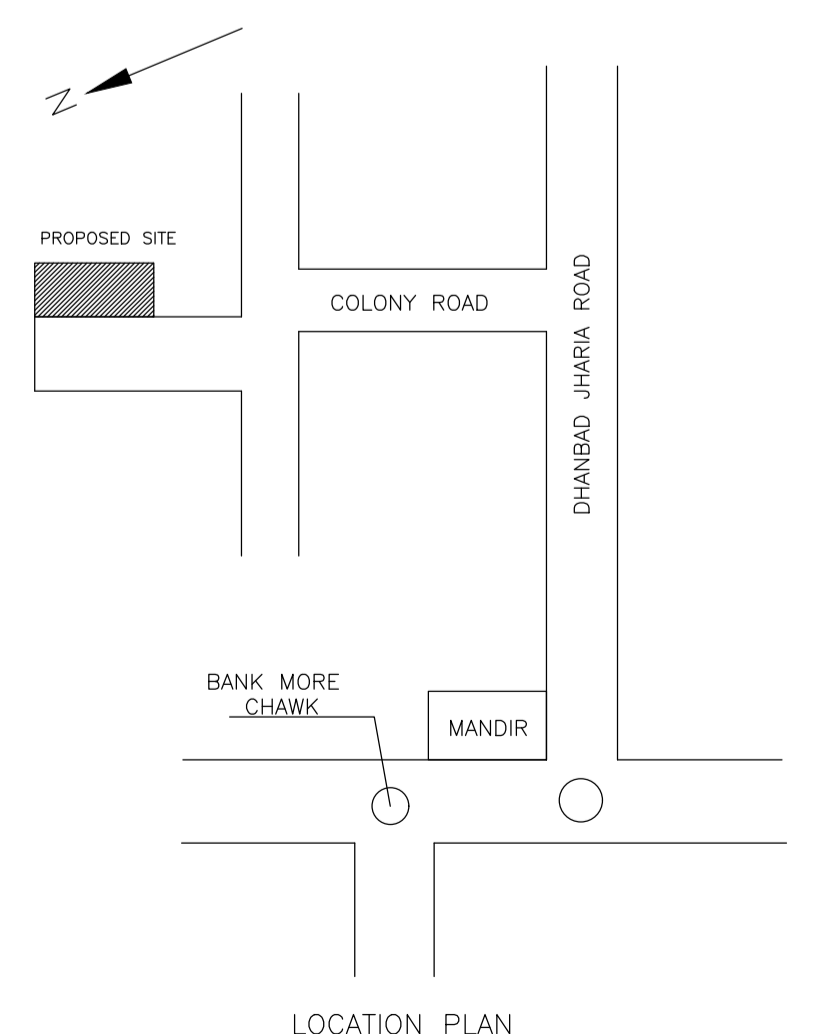 N
PROPOSED SITE
COLONY ROAD
DHANBAD JHARIA ROAD
BANK MORE
CHAWK
MANDIR
LOCATION PLAN